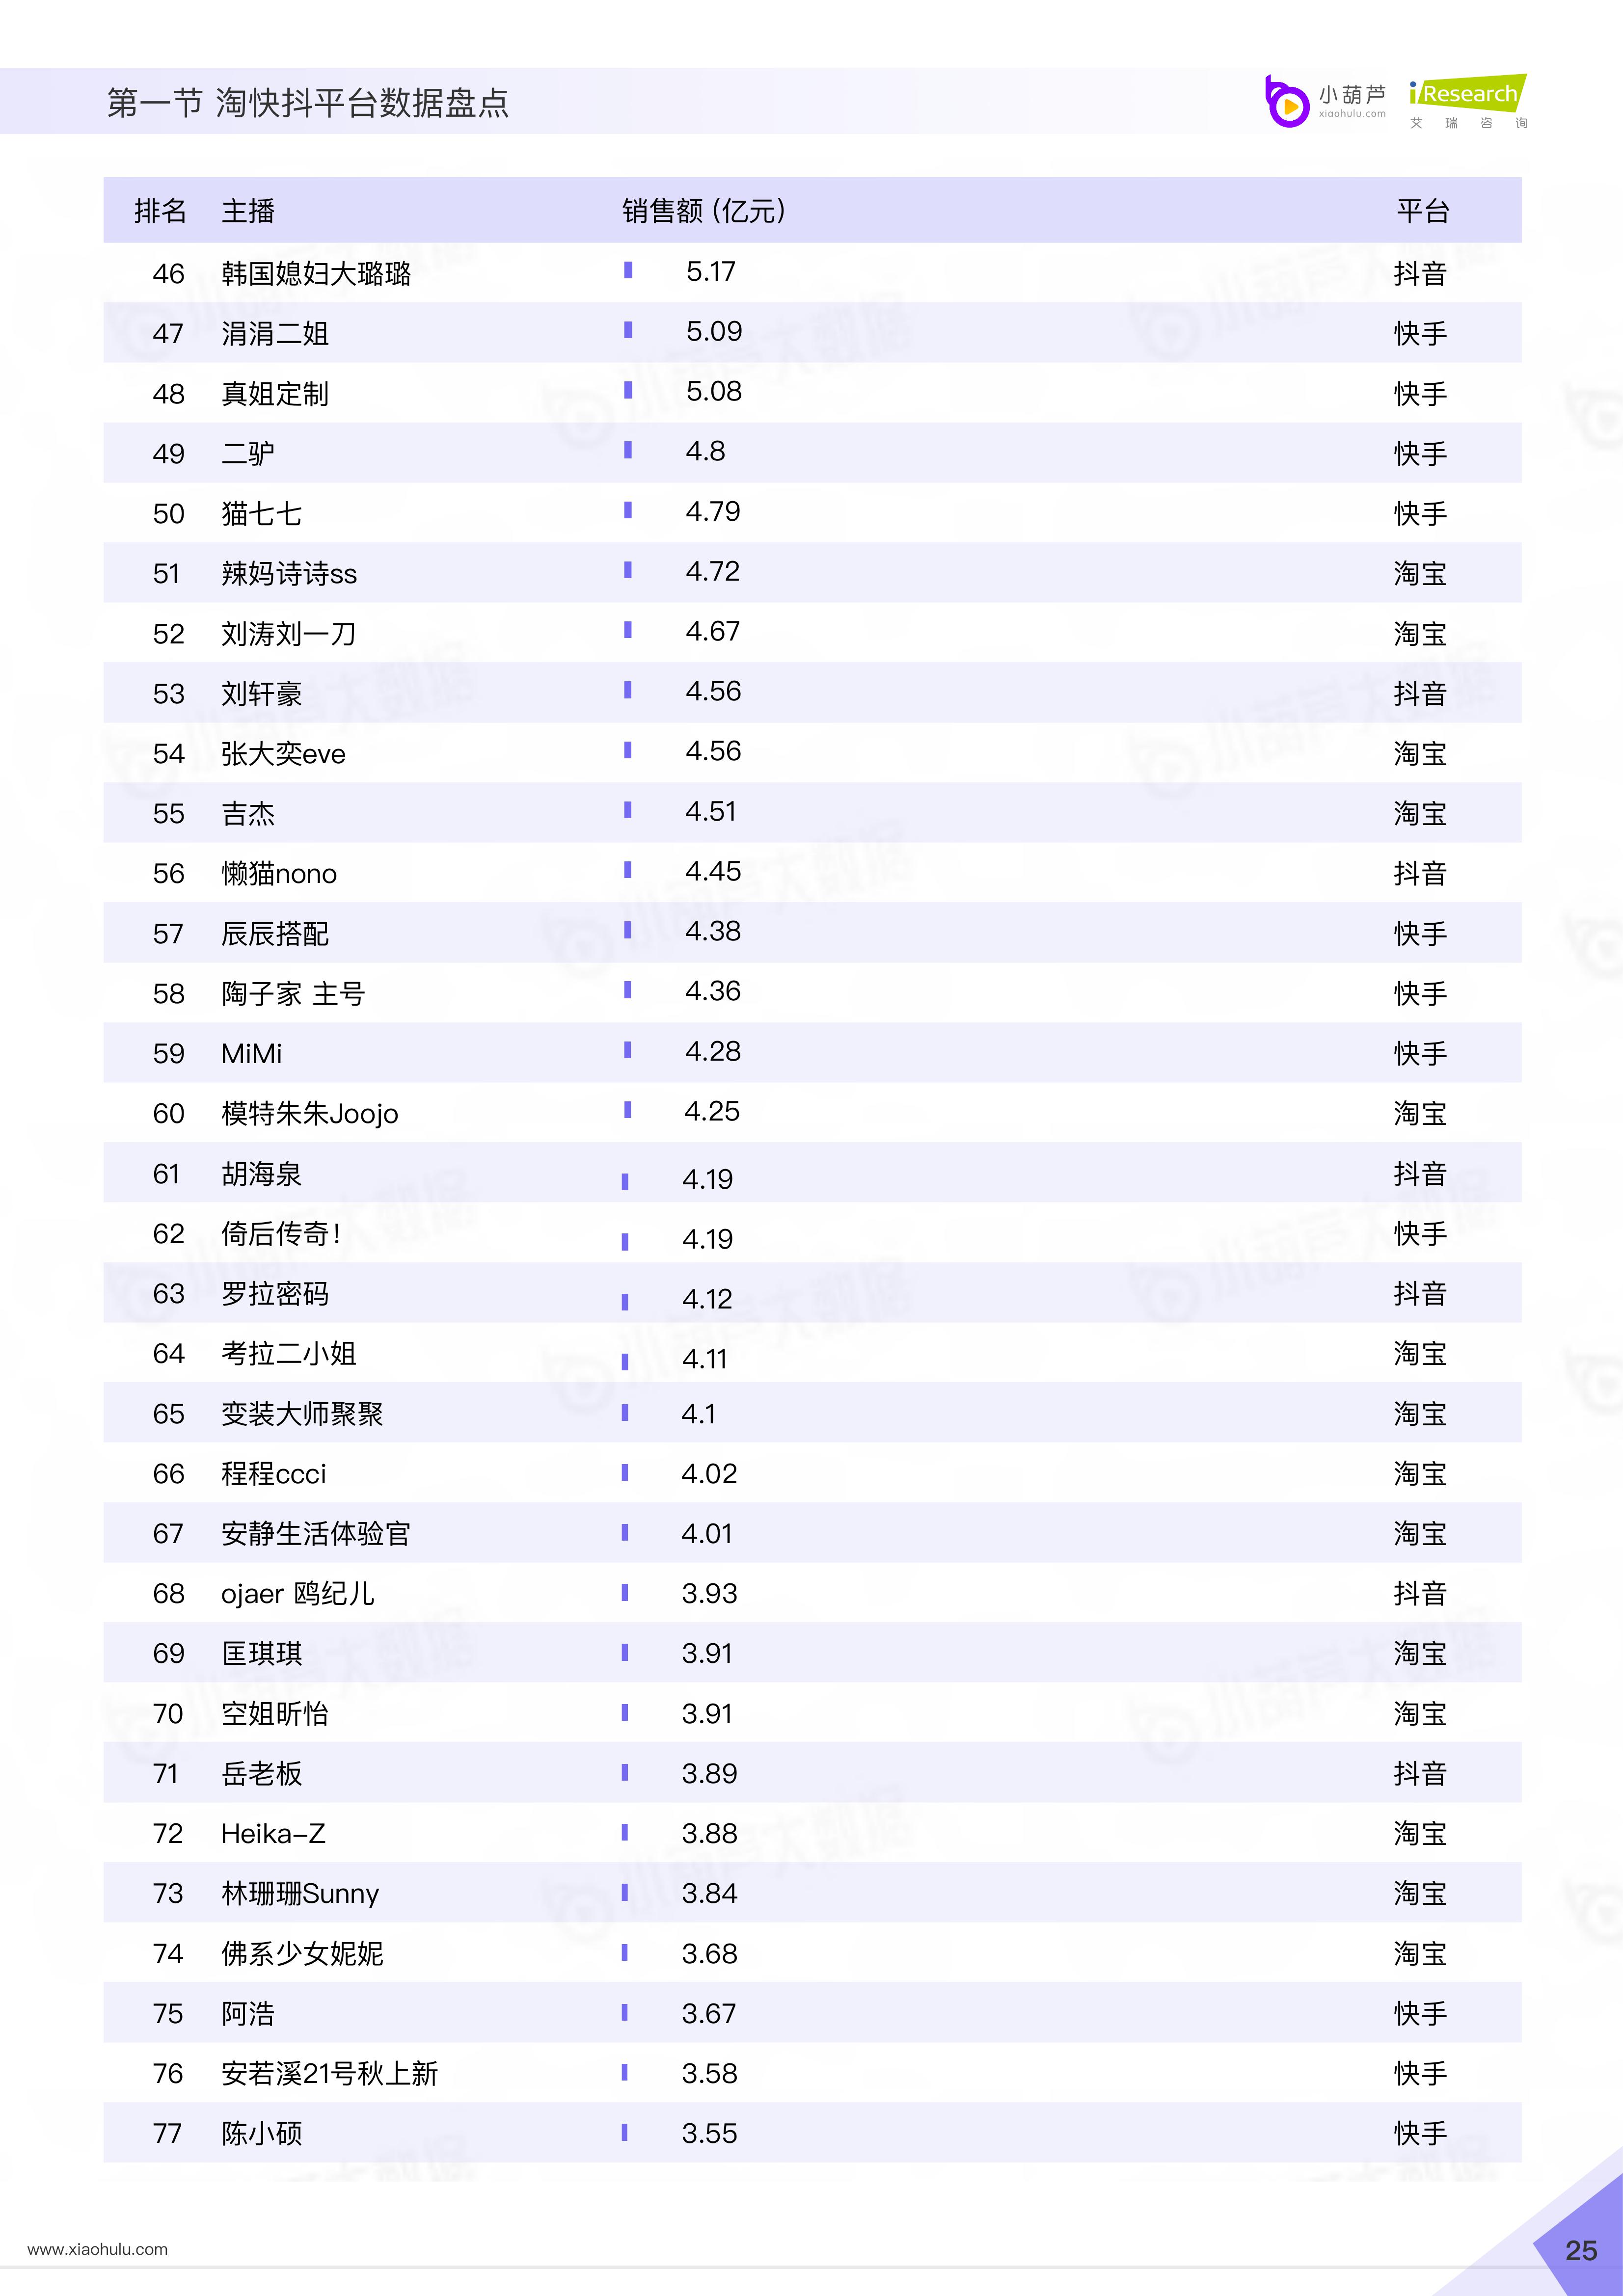 第一节 淘快抖平台数据盘点
小葫芦
xiaohulu.com
iResearch
艾瑞咨询
排名 主播 销售额 (亿元) 平台
46 韩国媳妇大璐璐 5.17 抖音
47 涓涓二姐 5.09 快手
48 真姐定制 5.08 快手
49 二驴 4.8 快手
50 猫七七 4.79 快手
51 辣妈诗诗ss 4.72 淘宝
52 刘涛刘一刀 4.67 淘宝
53 刘轩豪 4.56 抖音
54 张大奕eve 4.56 淘宝
55 吉杰 4.51 淘宝
56 懒猫nono 4.45 抖音
57 辰辰搭配 4.38 快手
58 陶子家 主号 4.36 快手
59 MiMi 4.28 快手
60 模特朱朱Joojo 4.25 淘宝
61 胡海泉 4.19 抖音
62 倚后传奇! 4.19 快手
63 罗拉密码 4.12 抖音
64 考拉二小姐 4.11 淘宝
65 变装大师聚聚 4.1 淘宝
66 程程ccci 4.02 淘宝
67 安静生活体验官 4.01 淘宝
68 ojaer 鸥纪儿 3.93 抖音
69 匡琪琪 3.91 淘宝
70 空姐昕怡 3.91 淘宝
71 岳老板 3.89 抖音
72 Heika–Z 3.88 淘宝
73 林珊珊Sunny 3.84 淘宝
74 佛系少女妮妮 3.68 淘宝
75 阿浩 3.67 快手
76 安若溪21号秋上新 3.58 快手
77 陈小硕 3.55 快手
小葫芦大数据
www.xiaohulu.com
25